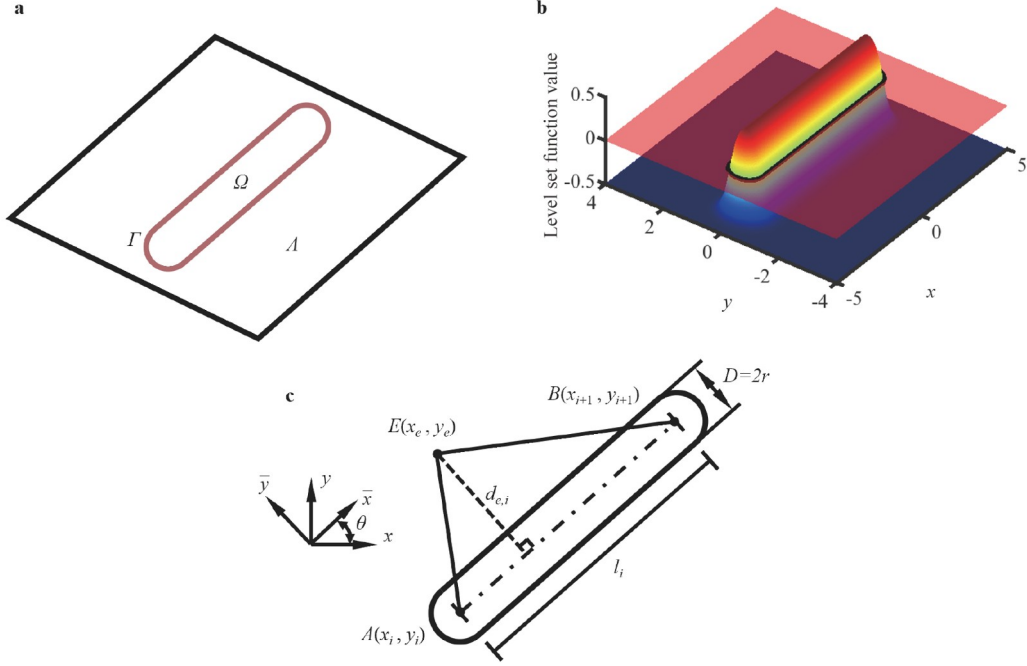 a
Ω
Γ
Λ
b
Level set function value
0.5
0
-0.5
4
2
0
-2
-4
y
-5
0
5
x
c
D=2r
B(x_{i+1}, y_{i+1})
E(x_e, y_e)
d_{e,i}
l_i
A(x_i, y_i)
ȳ
y
x̄
θ
x